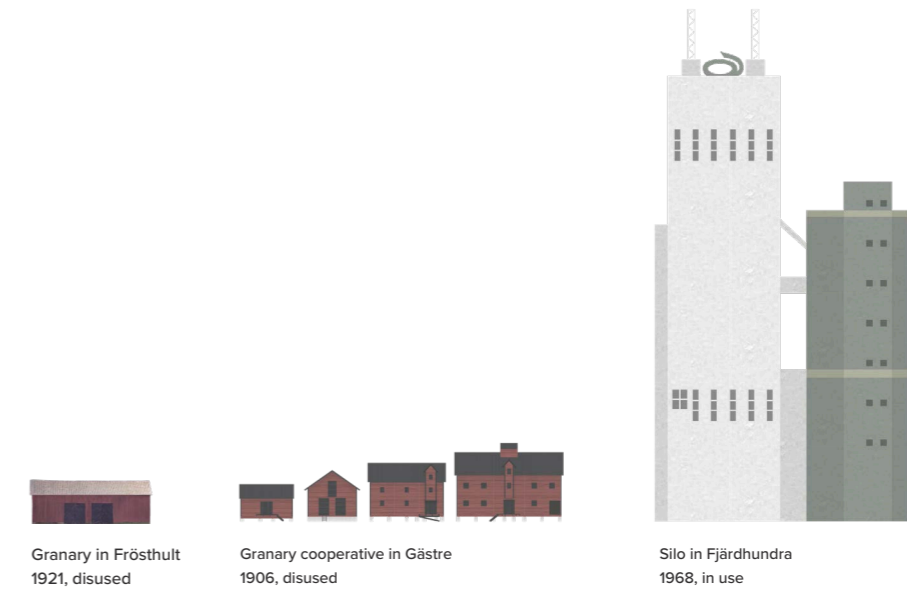 Granary in Frösthult
1921, disused
Granary cooperative in Gästre
1906, disused
Silo in Fjärdhundra
1968, in use